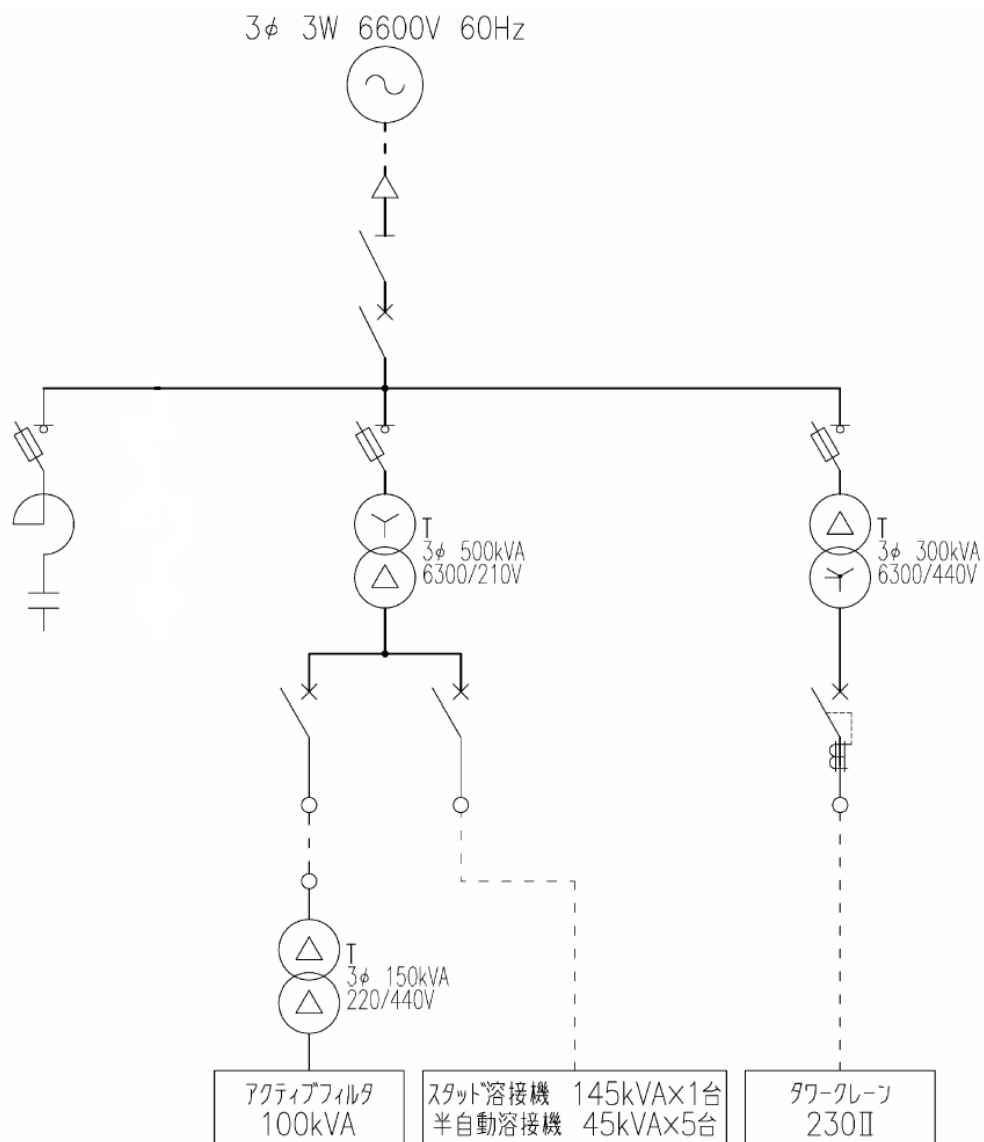 3φ 3W 6600V 60Hz
T
3φ 500kVA
6300/210V
T
3φ 300kVA
6300/440V
T
3φ 150kVA
220/440V
アクティブフィルタ
100kVA
スタッド溶接機 145kVA×1台
半自動溶接機 45kVA×5台
タワークレーン
230Ⅱ